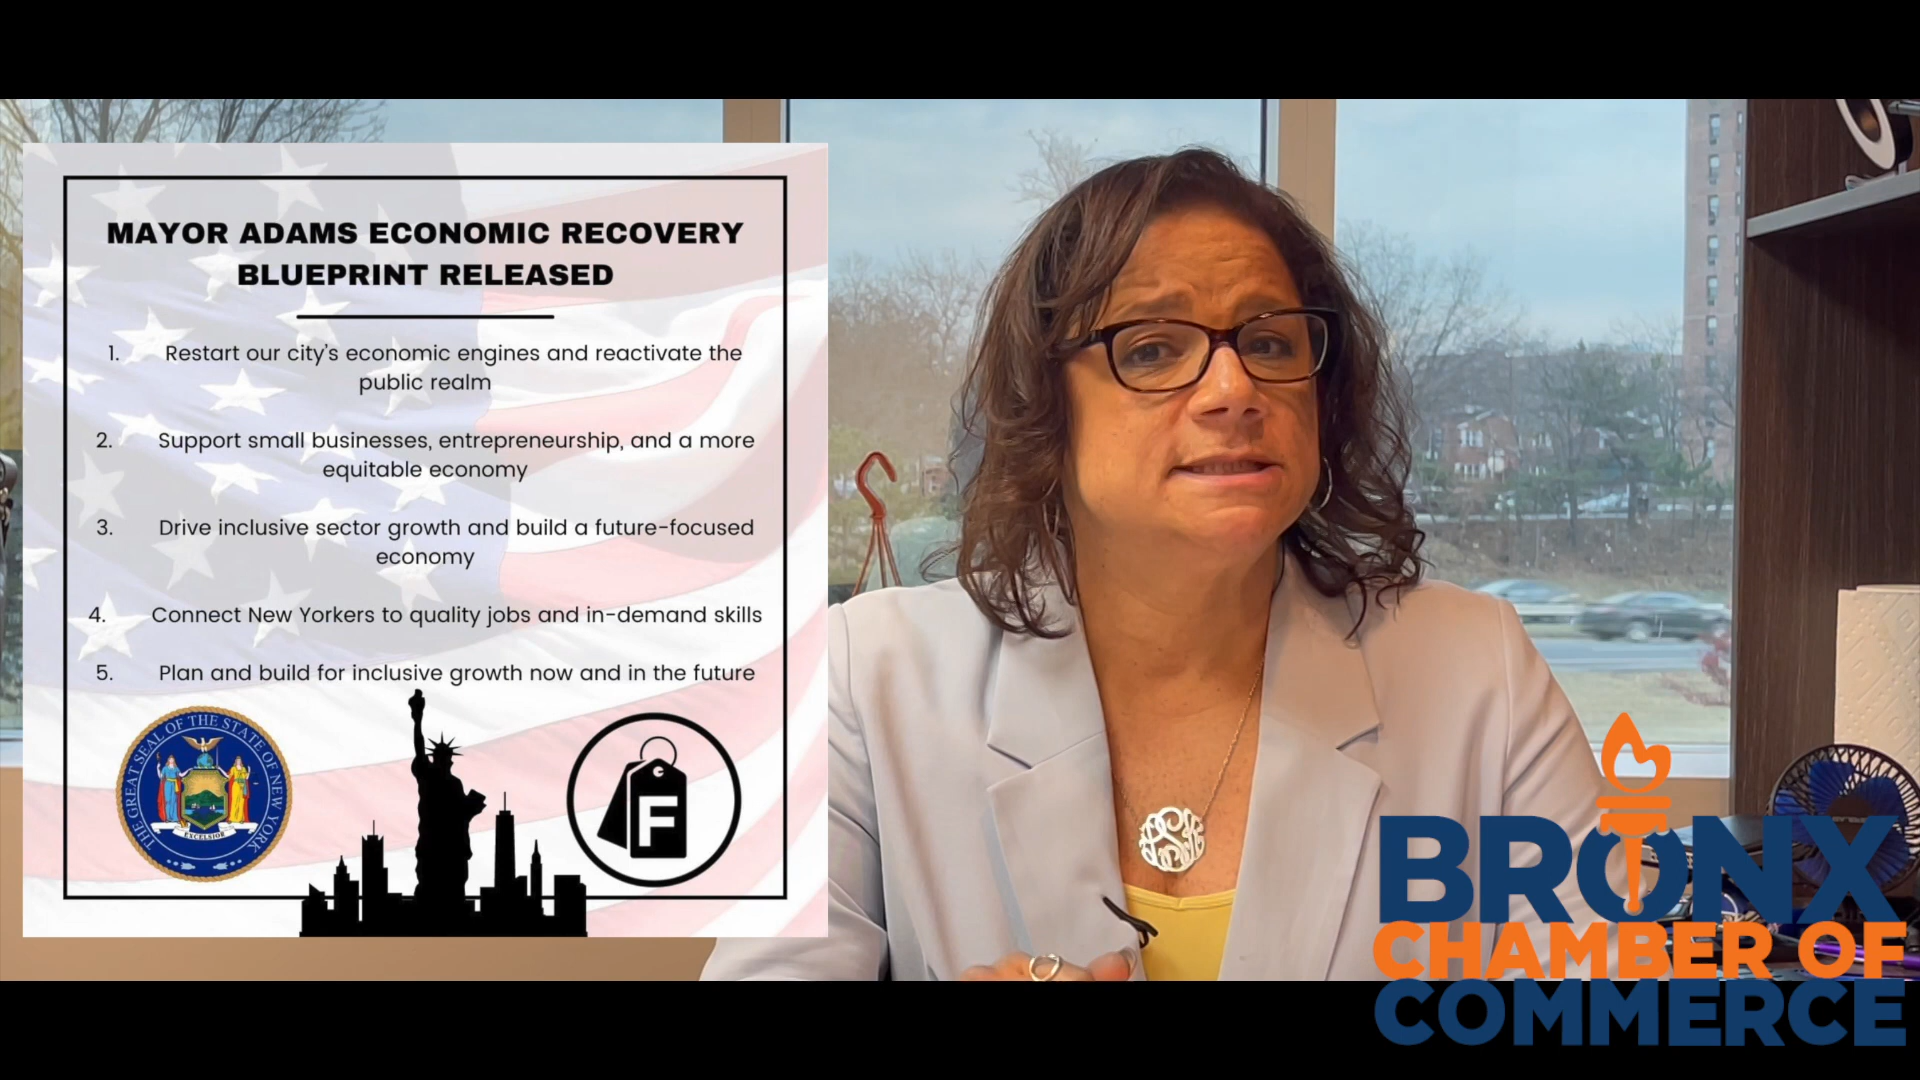 MAYOR ADAMS ECONOMIC RECOVERY
BLUEPRINT RELEASED
1. Restart our city's economic engines and reactivate the
public realm
2. Support small businesses, entrepreneurship, and a more
equitable economy
3. Drive inclusive sector growth and build a future-focused
economy
4. Connect New Yorkers to quality jobs and in-demand skills
5. Plan and build for inclusive growth now and in the future
THE GREAT SEAL OF THE STATE OF NEW YORK
EXCELSIOR
F
BRONX
CHAMBER OF
COMMERCE